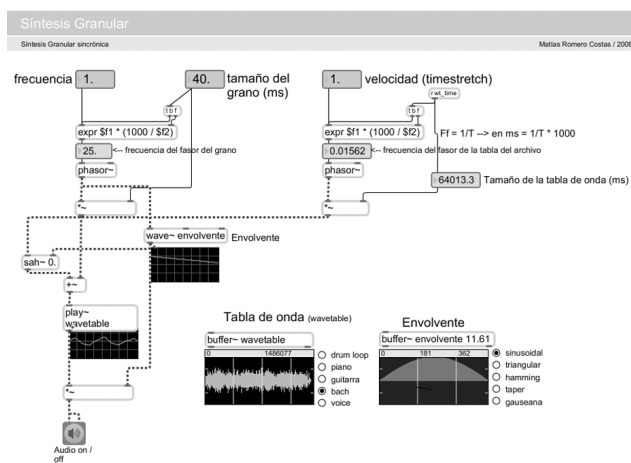 Síntesis Granular
Síntesis Granular sincrónica
Matías Romero Costas / 2008
frecuencia
1.
40.
tamaño del
grano (ms)
1.
velocidad (timestretch)
r wt_time
t b f
t b f
expr $f1 * (1000 / $f2)
expr $f1 * (1000 / $f2)
Ff = 1/T --> en ms = 1/T * 1000
25.
<-- frecuencia del fasor del grano
0.01562
<-- frecuencia del fasor de la tabla del archivo
phasor~
phasor~
64013.3
Tamaño de la tabla de onda (ms)
*~
*~
wave~ envolvente
Envolvente
sah~ 0.
+~
play~
wavetable
Tabla de onda (wavetable)
buffer~ wavetable
0
1486077
drum loop
piano
guitarra
bach
voice
Envolvente
buffer~ envolvente 11.61
0
181
362
sinusoidal
triangular
hamming
taper
gauseana
*~
Audio on /
off